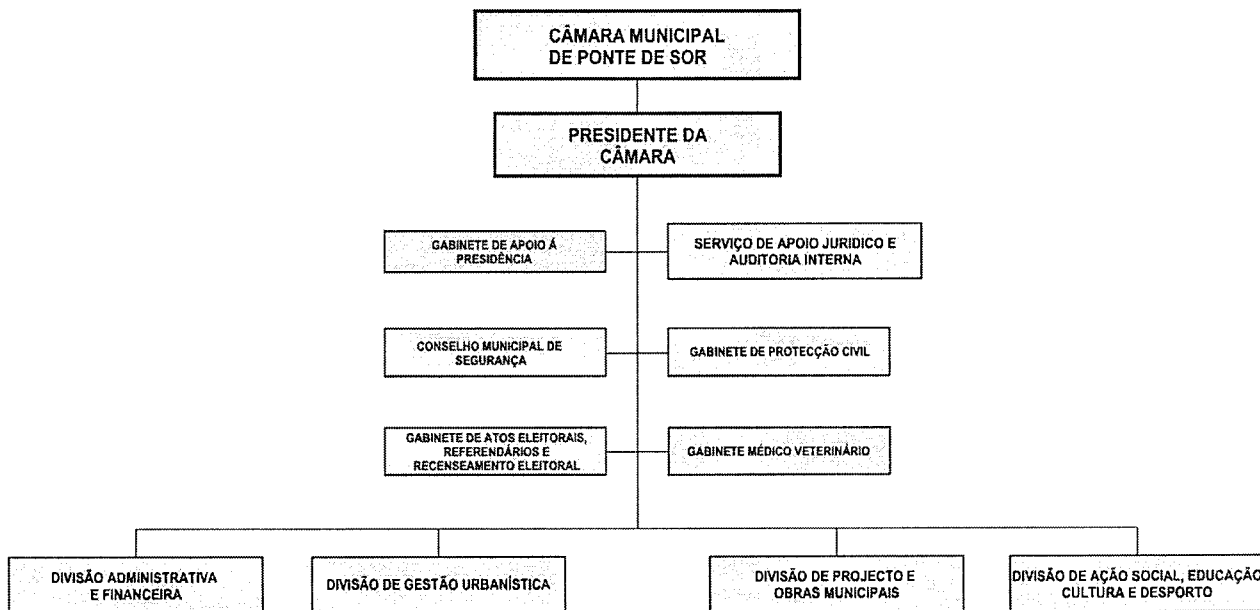 CÂMARA MUNICIPAL
DE PONTE DE SOR
PRESIDENTE DA
CÂMARA
GABINETE DE APOIO Á
PRESIDÊNCIA
SERVIÇO DE APOIO JURIDICO E
AUDITORIA INTERNA
CONSELHO MUNICIPAL DE
SEGURANÇA
GABINETE DE PROTECÇÃO CIVIL
GABINETE DE ATOS ELEITORAIS,
REFERENDÁRIOS E
RECENSEAMENTO ELEITORAL
GABINETE MÉDICO VETERINÁRIO
DIVISÃO ADMINISTRATIVA
E FINANCEIRA
DIVISÃO DE GESTÃO URBANÍSTICA
DIVISÃO DE PROJECTO E
OBRAS MUNICIPAIS
DIVISÃO DE AÇÃO SOCIAL, EDUCAÇÃO,
CULTURA E DESPORTO